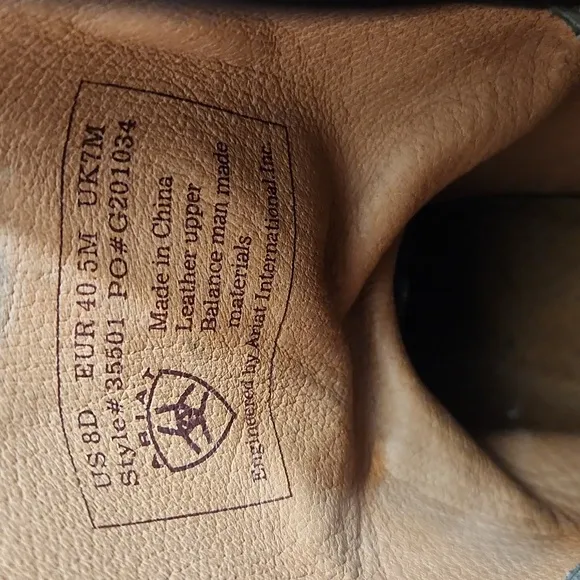 US 8D EUR 40.5M UK7M
Style# 35501 PO#G201034
ARIAT
Made in China
Leather upper
Balance man made
materials
Engineered by Ariat International, Inc.